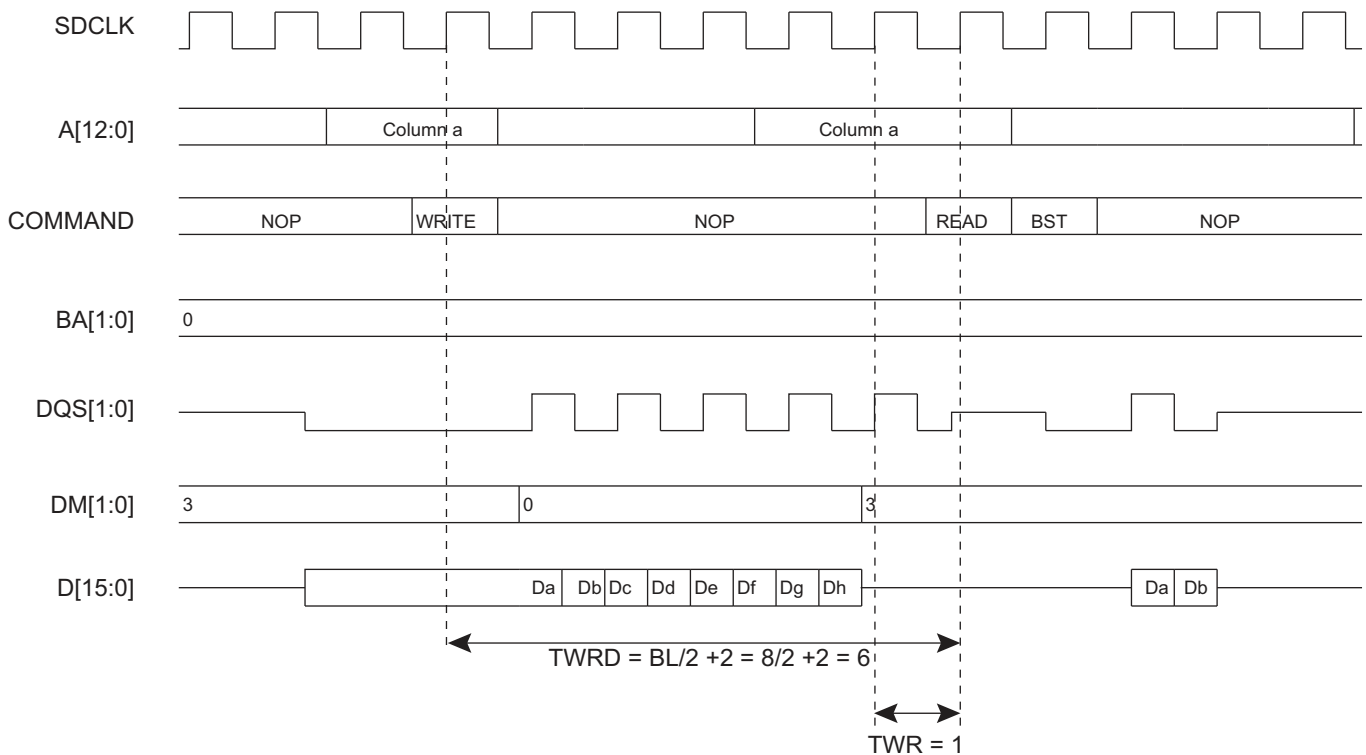 SDCLK
A[12:0] Column a Column a
COMMAND NOP WRITE NOP READ BST NOP
BA[1:0] 0
DQS[1:0]
DM[1:0] 3 0 3
D[15:0] Da Db Dc Dd De Df Dg Dh Da Db
TWRD = BL/2 +2 = 8/2 +2 = 6
TWR = 1